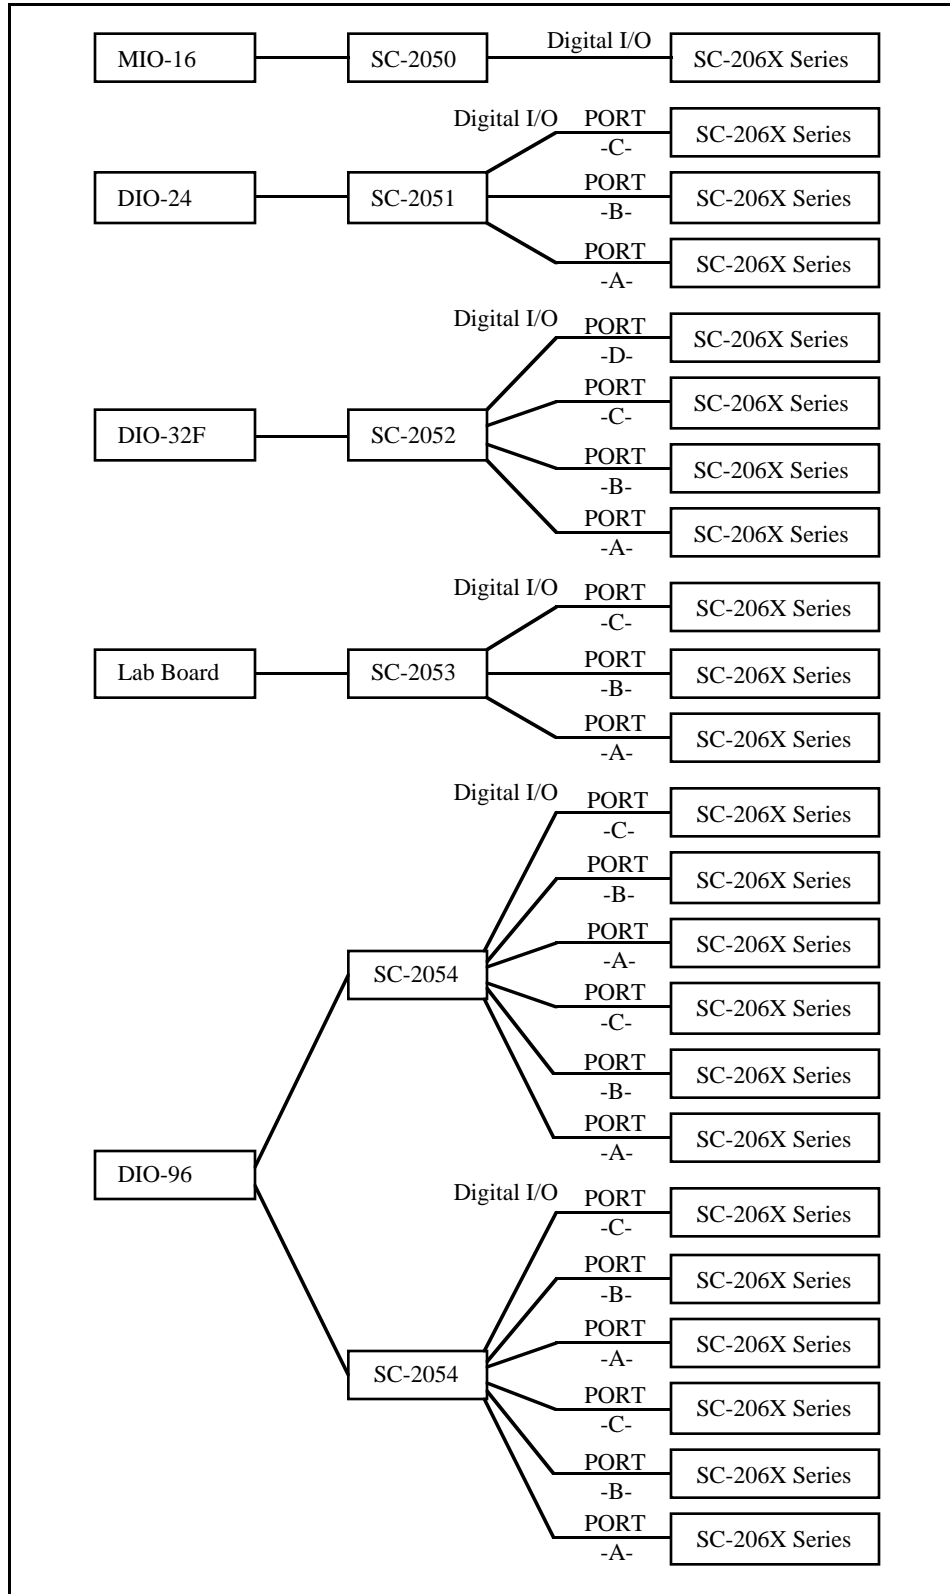 MIO-16
SC-2050
Digital I/O
SC-206X Series
Digital I/O
PORT
-C-
SC-206X Series
DIO-24
SC-2051
PORT
-B-
SC-206X Series
PORT
-A-
SC-206X Series
Digital I/O
PORT
-D-
SC-206X Series
PORT
-C-
SC-206X Series
DIO-32F
SC-2052
PORT
-B-
SC-206X Series
PORT
-A-
SC-206X Series
Digital I/O
PORT
-C-
SC-206X Series
Lab Board
SC-2053
PORT
-B-
SC-206X Series
PORT
-A-
SC-206X Series
Digital I/O
PORT
-C-
SC-206X Series
PORT
-B-
SC-206X Series
PORT
-A-
SC-206X Series
SC-2054
PORT
-C-
SC-206X Series
PORT
-B-
SC-206X Series
PORT
-A-
SC-206X Series
DIO-96
Digital I/O
PORT
-C-
SC-206X Series
PORT
-B-
SC-206X Series
PORT
-A-
SC-206X Series
SC-2054
PORT
-C-
SC-206X Series
PORT
-B-
SC-206X Series
PORT
-A-
SC-206X Series